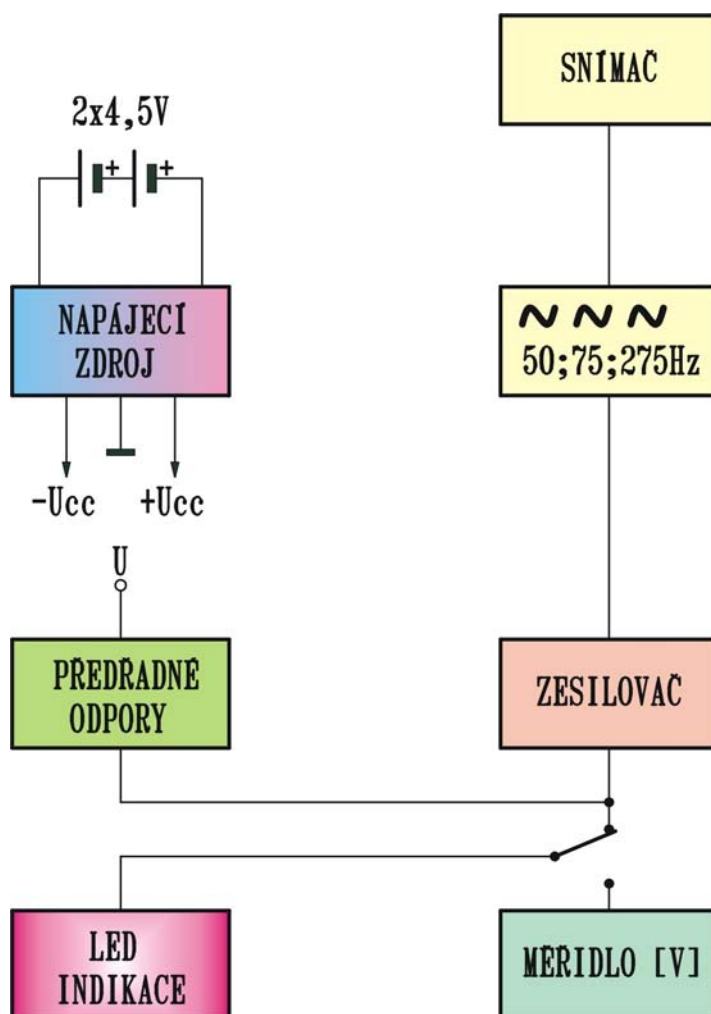 SNÍMAČ
2x4,5V
+ +
NAPÁJECÍ
ZDROJ
50;75;275Hz
-Ucc +Ucc
U
PŘEDŘADNÉ
ODPORY
ZESILOVAČ
LED
INDIKACE
MĚŘIDLO [V]